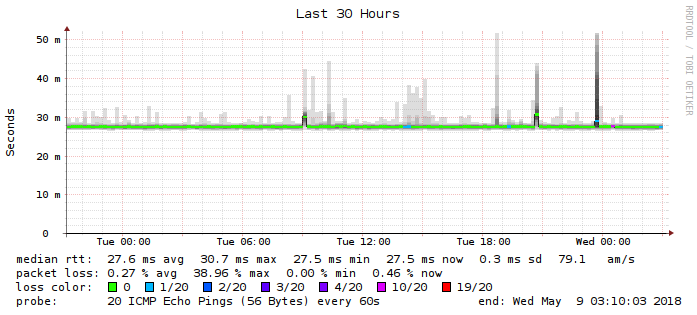 Last 30 Hours
RRDTOOL / TOBI OETIKER
Seconds
50 m
40 m
30 m
20 m
10 m
0
Tue 00:00 Tue 06:00 Tue 12:00 Tue 18:00 Wed 00:00
median rtt: 27.6 ms avg 30.7 ms max 27.5 ms min 27.5 ms now 0.3 ms sd 79.1 am/s
packet loss: 0.27 % avg 38.96 % max 0.00 % min 0.46 % now
loss color: 0 1/20 2/20 3/20 4/20 10/20 19/20
probe: 20 ICMP Echo Pings (56 Bytes) every 60s end: Wed May 9 03:10:03 2018